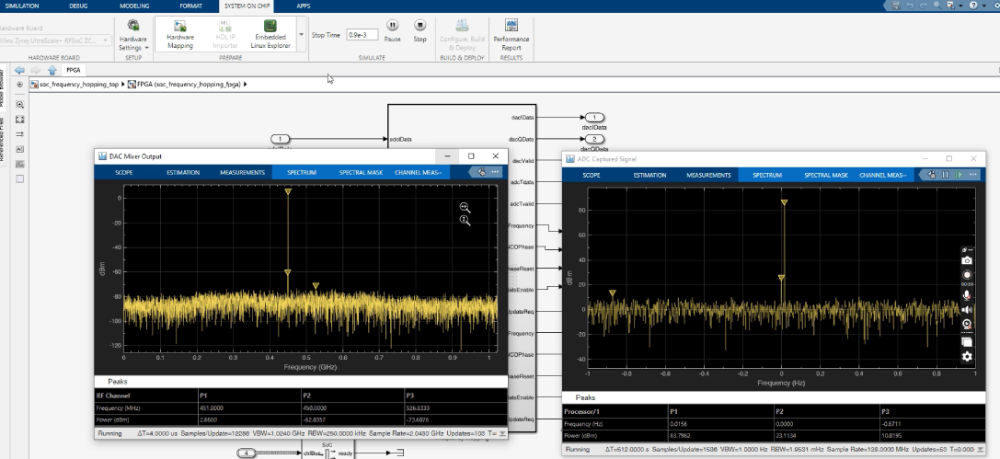 SIMULATION DEBUG MODELING FORMAT SYSTEM ON CHIP APPS
Hardware Board
Xilinx Zynq UltraScale+ RFSoC ZC...
HARDWARE BOARD
Hardware
Settings
SETUP
Hardware
Mapping
HDL IP
Importer
Embedded
Linux Explorer
PREPARE
Stop Time 0.9e-3
Pause
Stop
SIMULATE
Configure, Build
& Deploy
BUILD & DEPLOY
Performance
Report
RESULTS
FPGA
soc_frequency_hopping_top FPGA (soc_frequency_hopping_fpga)
Model Browser
Referenced Files
1
adcIData
dacIData
dacQData
dacValid
adcTdata
adcTvalid
Frequency
NCOPhase
haseReset
ateEnable
UpdateReq
Frequency
NCOPhase
haseReset
ateEnable
UpdateReq
1
dacIData
2
dacQData
DAC Mixer Output
SCOPE ESTIMATION MEASUREMENTS SPECTRUM SPECTRAL MASK CHANNEL MEAS
dBm
0
-20
-40
-60
-80
-100
-120
0 0.1 0.2 0.3 0.4 0.5 0.6 0.7 0.8 0.9 1
Frequency (GHz)
Peaks
RF Channel P1 P2 P3
Frequency (MHz) 451.0000 450.0000 526.8333
Power (dBm) 2.8660 -62.8357 -73.6876
Running ΔT=4.0000 us Samples/Update=12288 VBW=1.0240 GHz RBW=250.0000 kHz Sample Rate=2.0480 GHz Updates=103 T=
ADC Captured Signal
SCOPE ESTIMATION MEASUREMENTS SPECTRUM SPECTRAL MASK CHANNEL MEAS
dBm
80
60
40
20
0
-20
-40
-1 -0.8 -0.6 -0.4 -0.2 0 0.2 0.4 0.6 0.8 1
Frequency (Hz)
00:34
Peaks
Processor/1 P1 P2 P3
Frequency (Hz) 0.0156 0.0000 -0.8711
Power (dBm) 83.7982 23.1134 10.8195
Running ΔT=512.0000 s Samples/Update=1536 VBW=1.0000 Hz RBW=1.9531 mHz Sample Rate=128.0000 MHz Updates=53 T=0.000
SoC
4
ctrlBus
ready